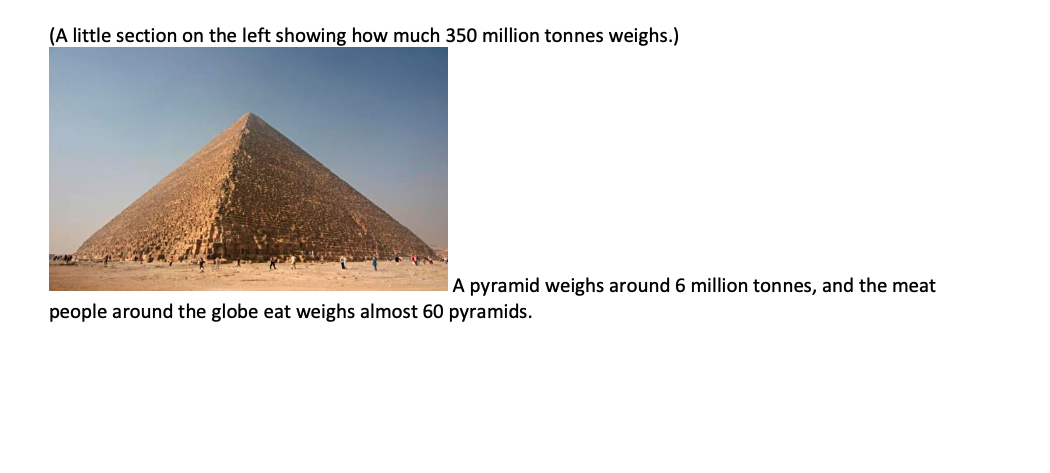 (A little section on the left showing how much 350 million tonnes weighs.)
A pyramid weighs around 6 million tonnes, and the meat
people around the globe eat weighs almost 60 pyramids.